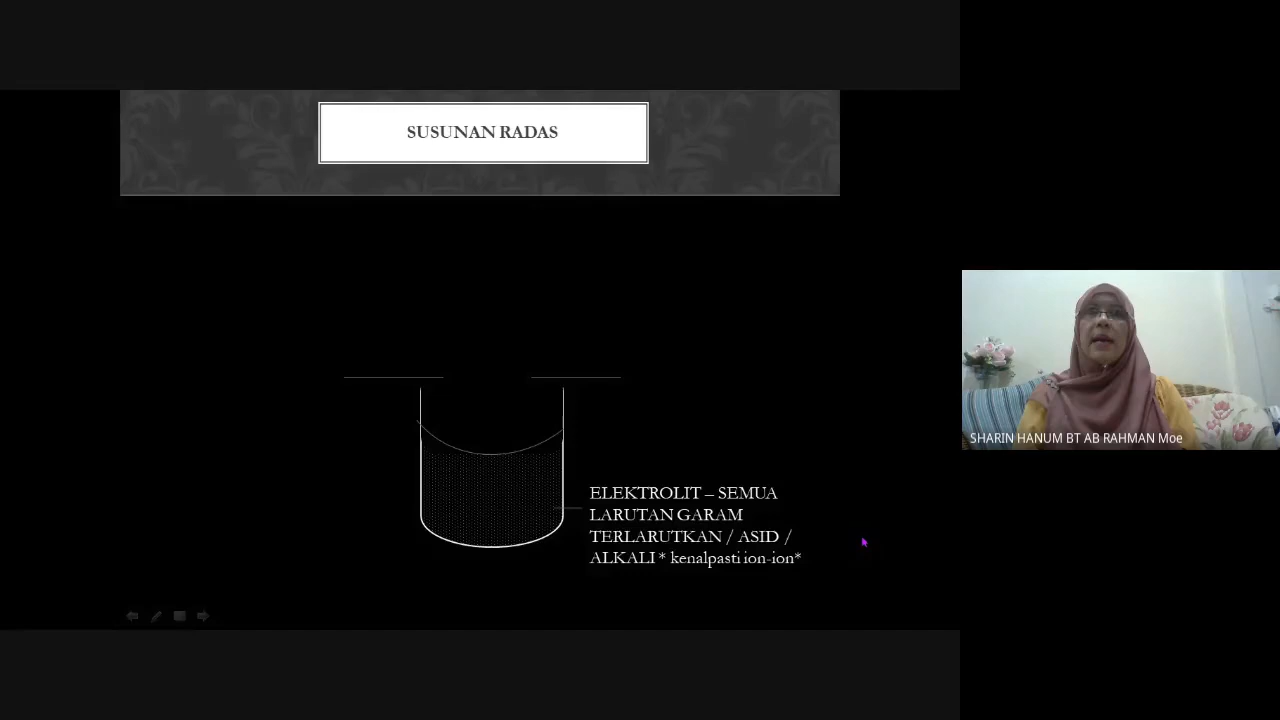 SUSUNAN RADAS
ELEKTROLIT – SEMUA
LARUTAN GARAM
TERLARUTKAN / ASID /
ALKALI * kenalpasti ion-ion*
SHARIN HANUM BT AB RAHMAN Moe